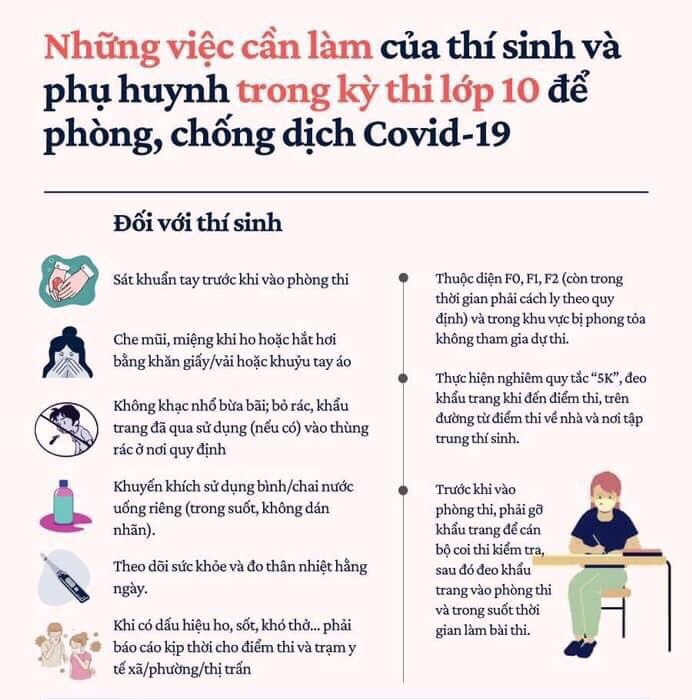 Những việc cần làm của thí sinh và
phụ huynh trong kỳ thi lớp 10 để
phòng, chống dịch Covid-19
Đối với thí sinh
Sát khuẩn tay trước khi vào phòng thi
Che mũi, miệng khi ho hoặc hắt hơi
bằng khăn giấy/vải hoặc khuỷu tay áo
Không khạc nhổ bừa bãi; bỏ rác, khẩu
trang đã qua sử dụng (nếu có) vào thùng
rác ở nơi quy định
Khuyến khích sử dụng bình/chai nước
uống riêng (trong suốt, không dán
nhãn).
Theo dõi sức khỏe và đo thân nhiệt hằng
ngày.
Khi có dấu hiệu ho, sốt, khó thở... phải
báo cáo kịp thời cho điểm thi và trạm y
tế xã/phường/thị trấn
Thuộc diện F0, F1, F2 (còn trong
thời gian phải cách ly theo quy
định) và trong khu vực bị phong tỏa
không tham gia dự thi.
Thực hiện nghiêm quy tắc “5K”, đeo
khẩu trang khi đến điểm thi, trên
đường từ điểm thi về nhà và nơi tập
trung thí sinh.
Trước khi vào
phòng thi, phải gỡ
khẩu trang để cán
bộ coi thi kiểm tra,
sau đó đeo khẩu
trang vào phòng thi
và trong suốt thời
gian làm bài thi.